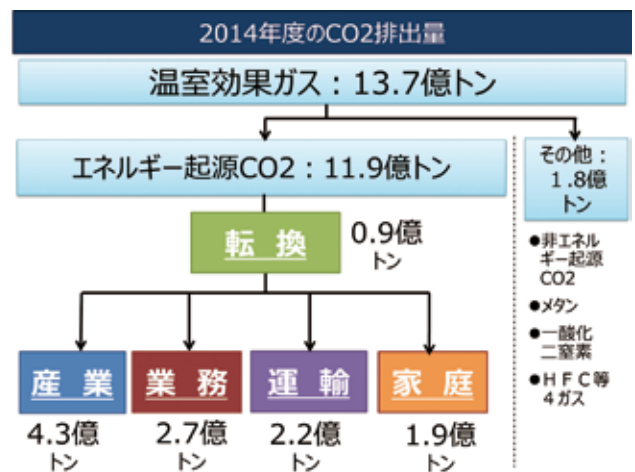 2014年度のCO2排出量
温室効果ガス：13.7億トン
エネルギー起源CO2：11.9億トン
その他：
1.8億
トン
転 換
0.9億
トン
●非エネル
ギー起源
CO2
●メタン
●一酸化
二窒素
●ＨＦＣ等
４ガス
産 業
業 務
運 輸
家 庭
4.3億
トン
2.7億
トン
2.2億
トン
1.9億
トン